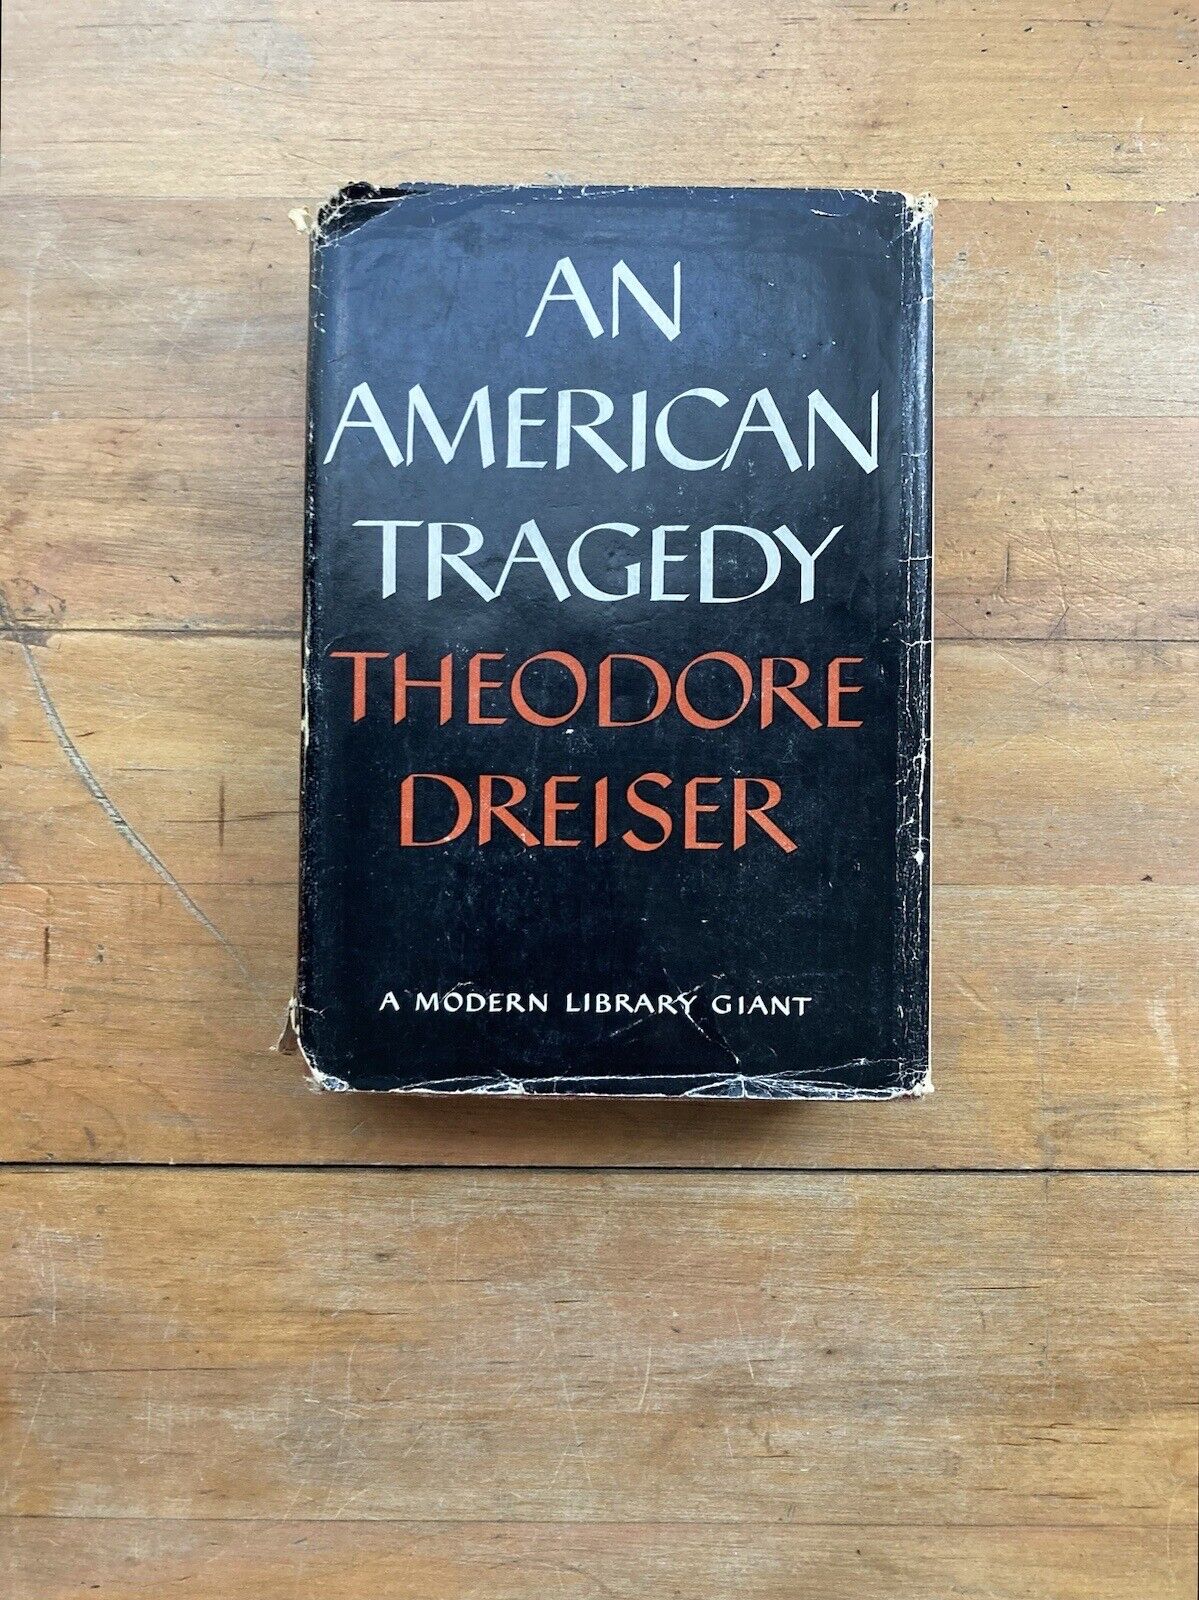 AN
AMERICAN
TRAGEDY
THEODORE
DREISER
A MODERN LIBRARY GIANT